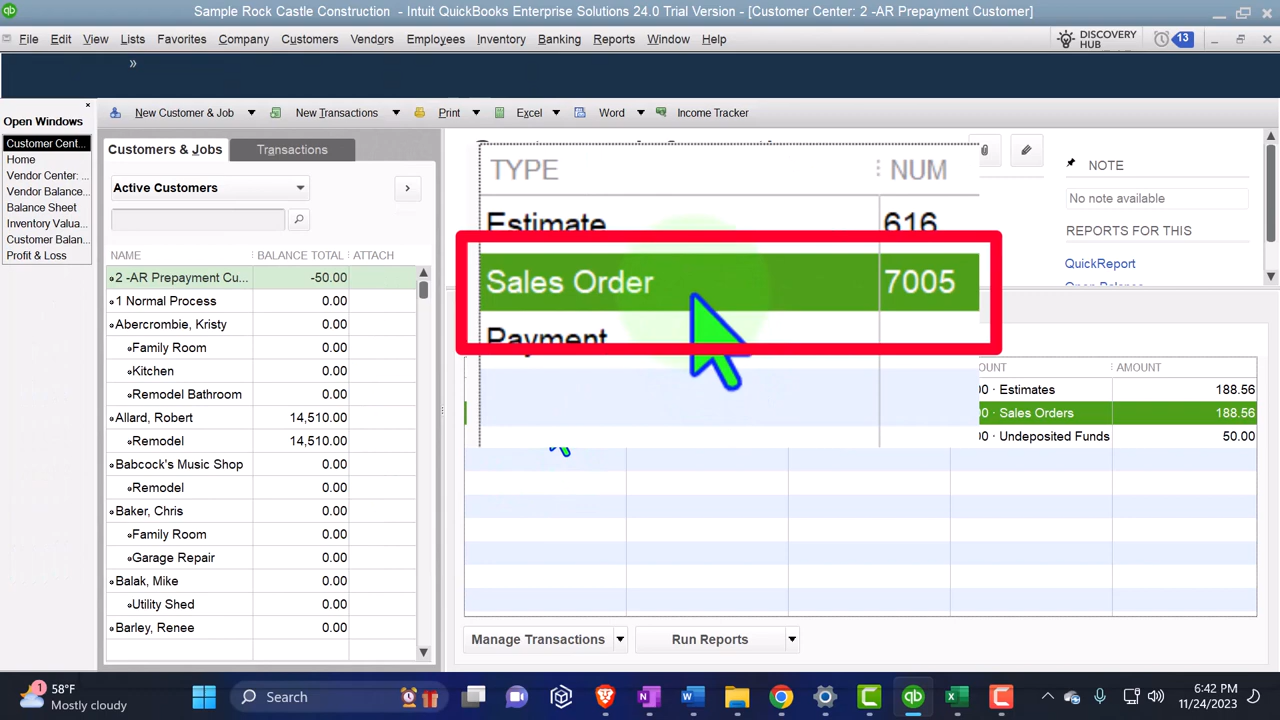 Sample Rock Castle Construction - Intuit QuickBooks Enterprise Solutions 24.0 Trial Version - [Customer Center: 2 -AR Prepayment Customer]
File Edit View Lists Favorites Company Customers Vendors Employees Inventory Banking Reports Window Help
DISCOVERY HUB
13
»
Open Windows
Customer Cent...
Home
Vendor Center: ...
Vendor Balance...
Balance Sheet
Inventory Valua...
Customer Balan...
Profit & Loss
New Customer & Job New Transactions Print Excel Word Income Tracker
Customers & Jobs Transactions
Active Customers
NAME BALANCE TOTAL ATTACH
2 -AR Prepayment Cu... -50.00
1 Normal Process 0.00
Abercrombie, Kristy 0.00
Family Room 0.00
Kitchen 0.00
Remodel Bathroom 0.00
Allard, Robert 14,510.00
Remodel 14,510.00
Babcock's Music Shop 0.00
Remodel 0.00
Baker, Chris 0.00
Family Room 0.00
Garage Repair 0.00
Balak, Mike 0.00
Utility Shed 0.00
Barley, Renee 0.00
TYPE NUM
Estimate 616
Sales Order 7005
Payment
NOTE
No note available
REPORTS FOR THIS
QuickReport
OUNT AMOUNT
00 · Estimates 188.56
00 · Sales Orders 188.56
00 · Undeposited Funds 50.00
Manage Transactions Run Reports
1
58°F
Mostly cloudy
Search
6:42 PM
11/24/2023